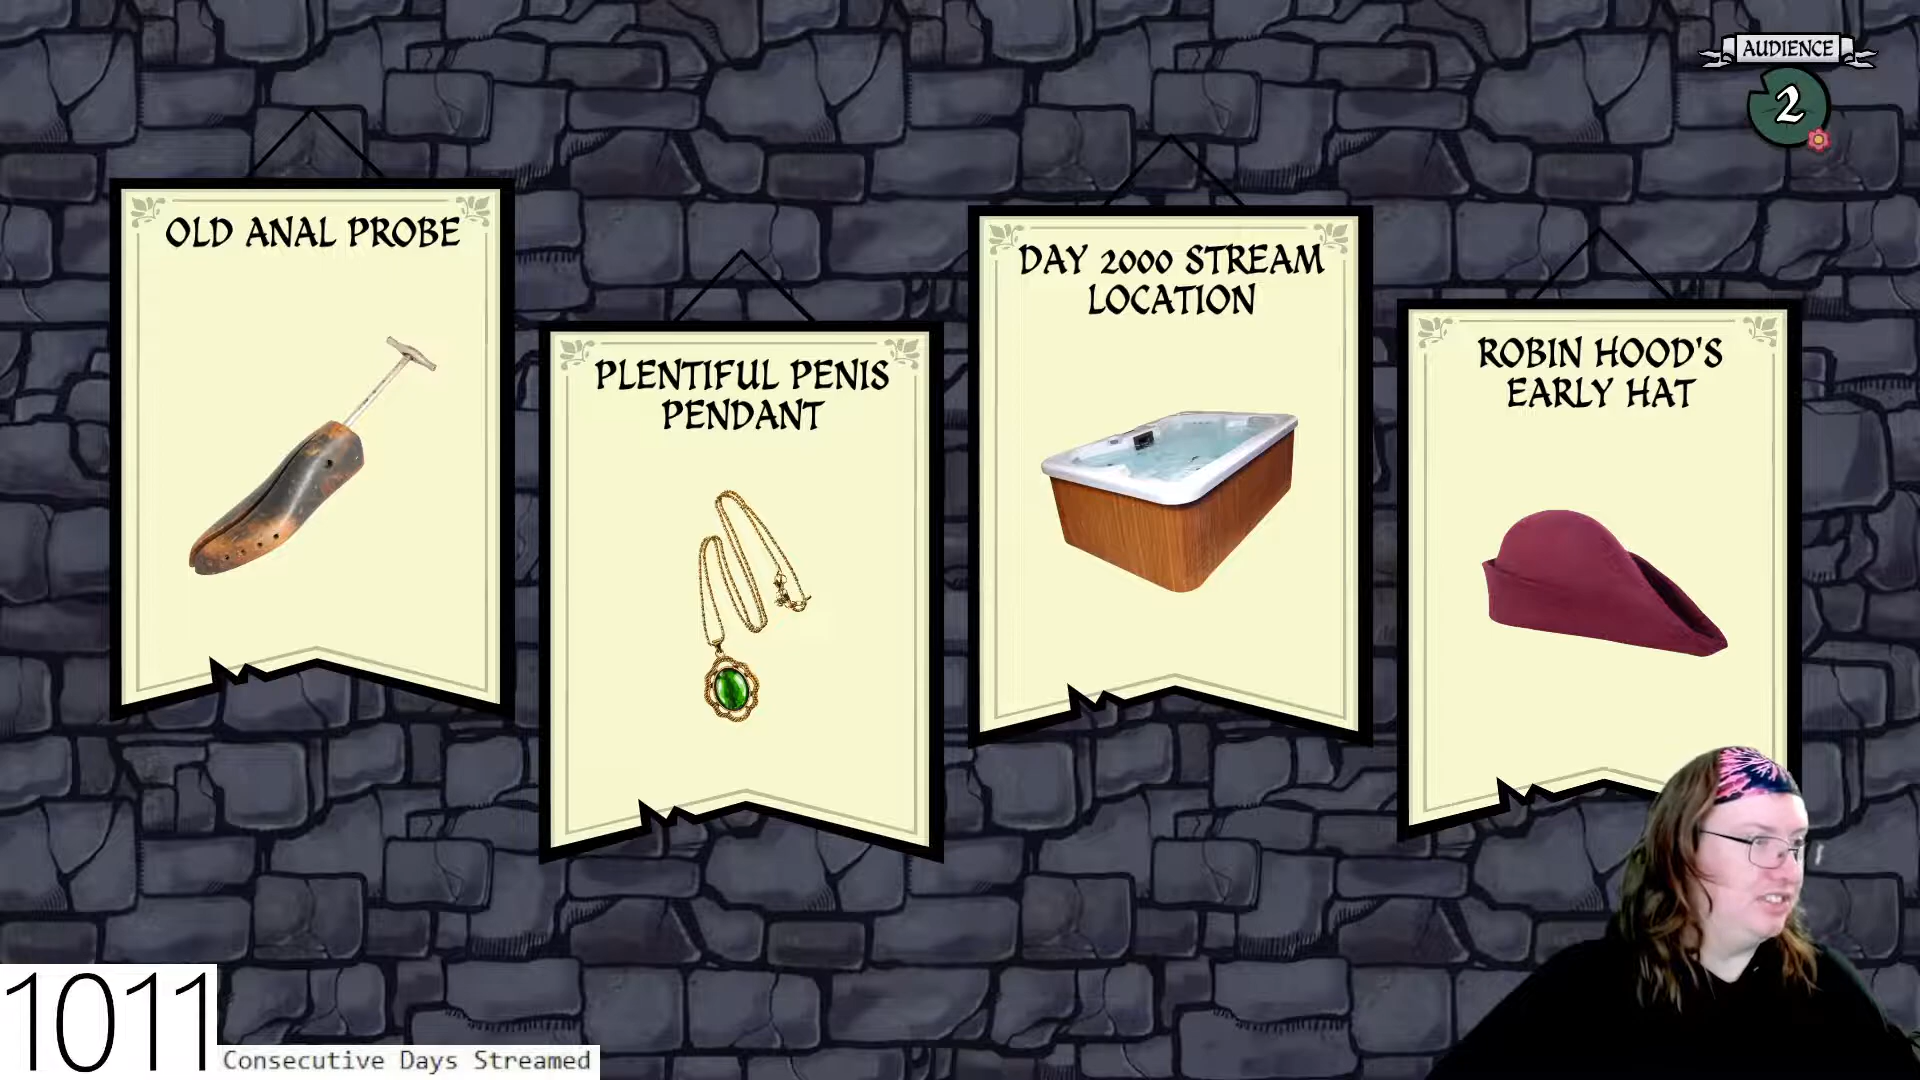 AUDIENCE
2
OLD ANAL PROBE
PLENTIFUL PENIS
PENDANT
DAY 2000 STREAM
LOCATION
ROBIN HOOD'S
EARLY HAT
1011
Consecutive Days Streamed